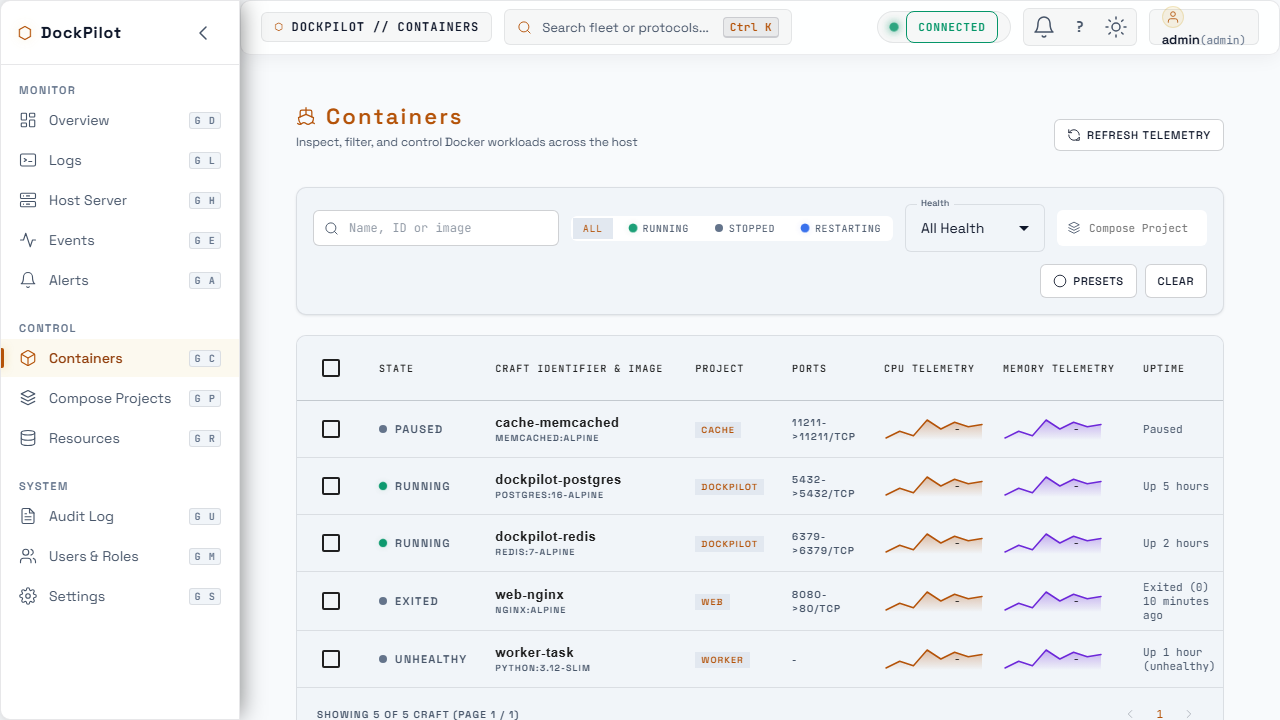 DockPilot
MONITOR
Overview G D
Logs G L
Host Server G H
Events G E
Alerts G A
CONTROL
Containers G C
Compose Projects G P
Resources G R
SYSTEM
Audit Log G U
Users & Roles G M
Settings G S
DOCKPILOT // CONTAINERS
Search fleet or protocols... Ctrl K
CONNECTED
?
admin(admin)
Containers
Inspect, filter, and control Docker workloads across the host
REFRESH TELEMETRY
Name, ID or image
ALL RUNNING STOPPED RESTARTING
Health
All Health
Compose Project
PRESETS CLEAR
STATE CRAFT IDENTIFIER & IMAGE PROJECT PORTS CPU TELEMETRY MEMORY TELEMETRY UPTIME
PAUSED cache-memcached CACHE 11211- - - Paused
MEMCACHED:ALPINE >11211/TCP
RUNNING dockpilot-postgres DOCKPILOT 5432- - - Up 5 hours
POSTGRES:16-ALPINE >5432/TCP
RUNNING dockpilot-redis DOCKPILOT 6379- - - Up 2 hours
REDIS:7-ALPINE >6379/TCP
EXITED web-nginx WEB 8080- - - Exited (0)
NGINX:ALPINE >80/TCP 10 minutes
ago
UNHEALTHY worker-task WORKER - - - Up 1 hour
PYTHON:3.12-SLIM (unhealthy)
SHOWING 5 OF 5 CRAFT (PAGE 1 / 1) 1